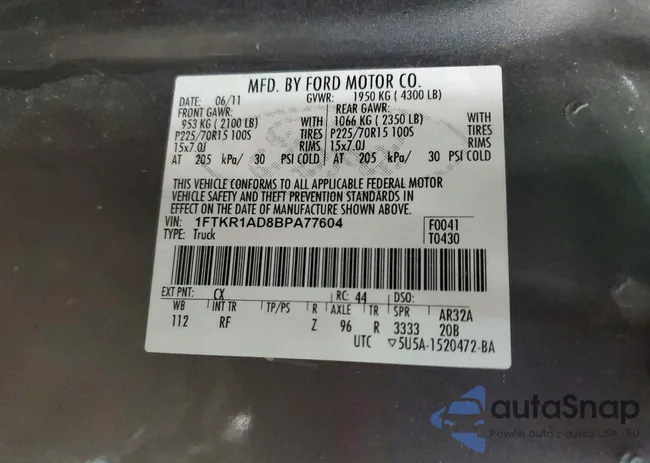 MFD. BY FORD MOTOR CO.
DATE: 06/11 GVWR: 1950 KG (4300 LB)
FRONT GAWR: REAR GAWR:
953 KG (2100 LB) WITH 1066 KG (2350 LB) WITH
P225/70R15 100S TIRES P225/70R15 100S TIRES
15x7.0J RIMS 15x7.0J RIMS
AT 205 kPa/ 30 PSI COLD AT 205 kPa/ 30 PSI COLD
THIS VEHICLE CONFORMS TO ALL APPLICABLE FEDERAL MOTOR
VEHICLE SAFETY AND THEFT PREVENTION STANDARDS IN
EFFECT ON THE DATE OF MANUFACTURE SHOWN ABOVE.
VIN: 1FTKR1AD8BPA77604 F0041
TYPE: Truck T0430
EXT PNT: CX RC: 44 DSO:
WB INT TR TP/PS R AXLE TR SPR AR32A
112 RF Z 96 R 3333 20B
UTC ▽5U5A-1520472-BA
autaSnap
Pewne auta z aukcji USA i EU